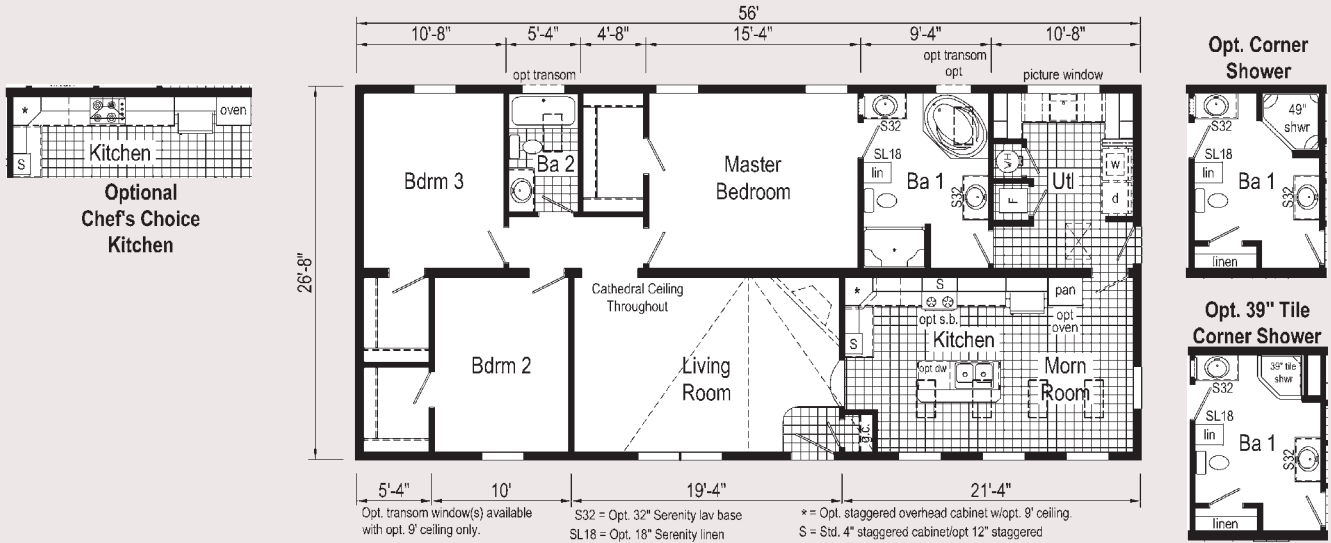 56'
10'-8"
5'-4"
4'-8"
15'-4"
9'-4"
10'-8"
opt transom
opt transom
opt
picture window
26'-8"
oven
*
S
Kitchen
Optional
Chef's Choice
Kitchen
Bdrm 3
Ba 2
Master
Bedroom
S32
SL18
lin
Ba 1
S32
*
WH
F
Utl
w
d
Cathedral Ceiling
Throughout
Bdrm 2
Living
Room
*
S
S
opt s.b.
Kitchen
opt dw
pan
opt
oven
Morn
Room
g.c.
5'-4"
10'
19'-4"
21'-4"
Opt. transom window(s) available
with opt. 9' ceiling only.
S32 = Opt. 32" Serenity lav base
SL18 = Opt. 18" Serenity linen
* = Opt. staggered overhead cabinet w/opt. 9' ceiling.
S = Std. 4" staggered cabinet/opt 12" staggered
Opt. Corner
Shower
S32
49"
shwr
SL18
lin
Ba 1
S32
linen
Opt. 39" Tile
Corner Shower
S32
39" tile
shwr
SL18
lin
Ba 1
S32
linen